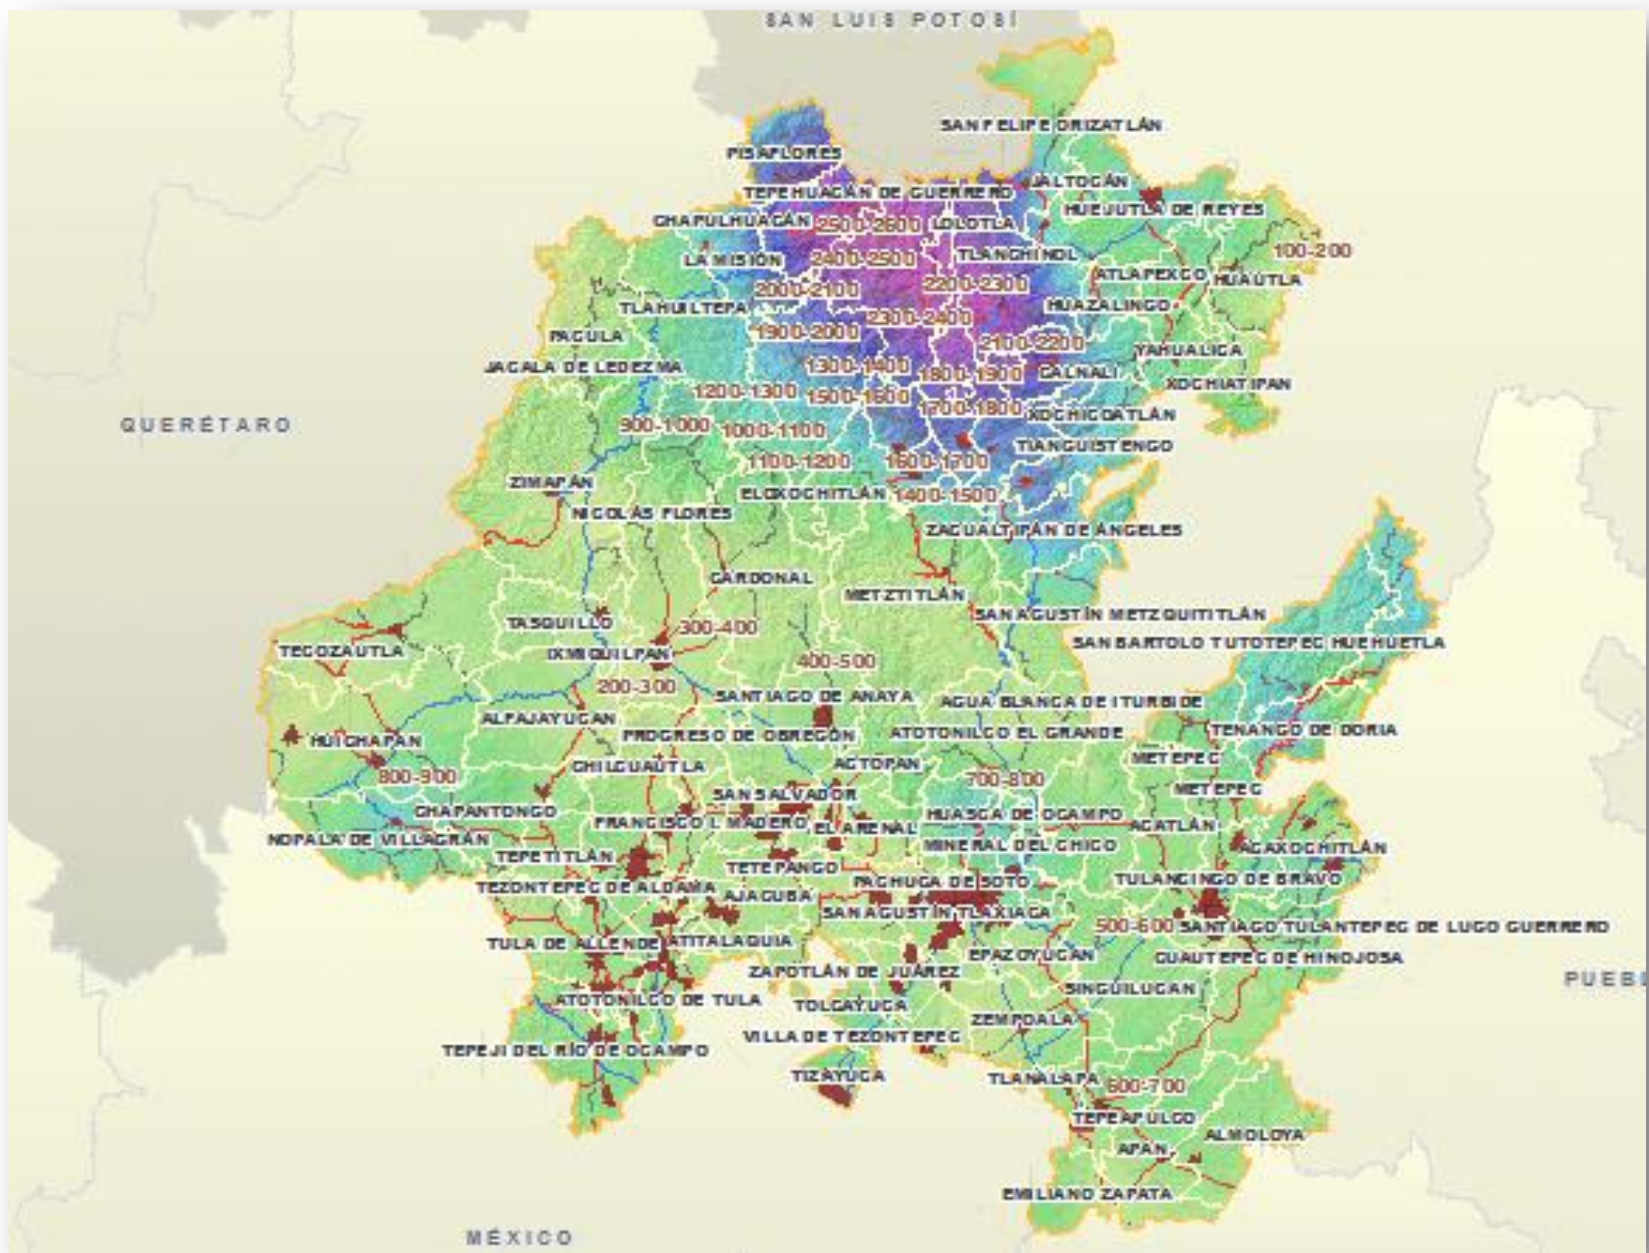 SAN LUIS POTOSÍ
SAN FELIPE ORIZATLÁN
PISAFLORES
JALTOCÁN
TEPEHUACÁN DE GUERRERO
HUEJUTLA DE REYES
CHAPULHUACÁN
2500-2600
LOLOTLA
100-200
LA MISIÓN
2400-2500
TLANCHINOL
ATLAPEXCO
HUAUTLA
2000-2100
2200-2300
TLAHUILTEPA
HUAZALINGO
2300-2400
PACULA
1900-2000
2100-2200
YAHUALICA
JACALA DE LEDEZMA
1300-1400
1800-1900
CALNALI
XOCHIATIPAN
1200-1300
1500-1600
1700-1800
XOCHICOATLÁN
QUERÉTARO
900-1000
1000-1100
TIANGUISTENGO
1100-1200
1600-1700
ZIMAPÁN
ELOXOCHITLÁN
1400-1500
NICOLÁS FLORES
ZACUALTIPÁN DE ÁNGELES
CARDONAL
METZTITLÁN
TASQUILLO
300-400
SAN AGUSTÍN METZQUITITLÁN
TECOZAUTLA
IXMIQUILPAN
400-500
SAN BARTOLO TUTOTEPEC
HUEHUETLA
200-300
SANTIAGO DE ANAYA
AGUA BLANCA DE ITURBIDE
ALFAJAYUCAN
PROGRESO DE OBREGÓN
ATOTONILCO EL GRANDE
TENANGO DE DORIA
HUICHAPAN
CHILCUAUTLA
ACTOPAN
METEPEC
800-900
700-800
METEPEC
SAN SALVADOR
CHAPANTONGO
FRANCISCO I. MADERO
EL ARENAL
HUASCA DE OCAMPO
ACATLÁN
NOPALA DE VILLAGRÁN
MINERAL DEL CHICO
ACAXOCHITLÁN
TEPETITLÁN
TETEPANGO
PACHUCA DE SOTO
TULANCINGO DE BRAVO
TEZONTEPEC DE ALDAMA
AJACUBA
SAN AGUSTÍN TLAXIACA
500-600
SANTIAGO TULANTEPEC DE LUGO GUERRERO
TULA DE ALLENDE
ATITALAQUIA
EPAZOYUCAN
CUAUTEPEC DE HINOJOSA
ZAPOTLÁN DE JUÁREZ
PUEB
SINGUILUCAN
ATOTONILCO DE TULA
TOLCAYUCA
ZEMPOALA
VILLA DE TEZONTEPEC
TEPEJI DEL RÍO DE OCAMPO
TIZAYUCA
TLANALAPA
600-700
TEPEAPULCO
ALMOLOYA
APAN
EMILIANO ZAPATA
MÉXICO